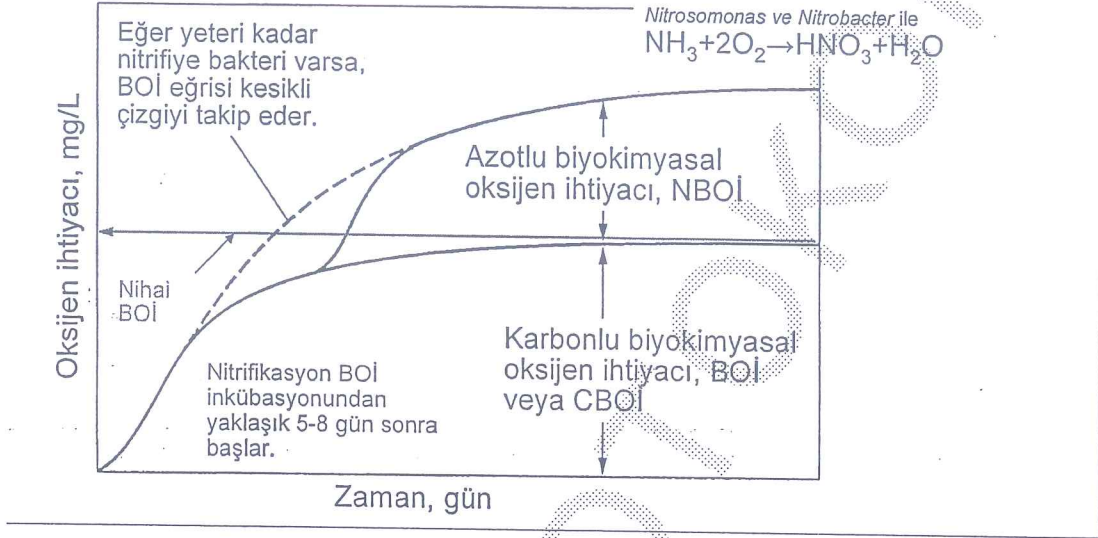 Nitrosomonas ve Nitrobacter ile
NH₃+2O₂→HNO₃+H₂O
Eğer yeteri kadar
nitrifiye bakteri varsa,
BOİ eğrisi kesikli
çizgiyi takip eder.
Oksijen ihtiyacı, mg/L
Azotlu biyokimyasal
oksijen ihtiyacı, NBOİ
Nihai
BOİ
Karbonlu biyokimyasal
oksijen ihtiyacı, BOİ
veya CBOİ
Nitrifikasyon BOİ
inkübasyonundan
yaklaşık 5-8 gün sonra
başlar.
Zaman, gün